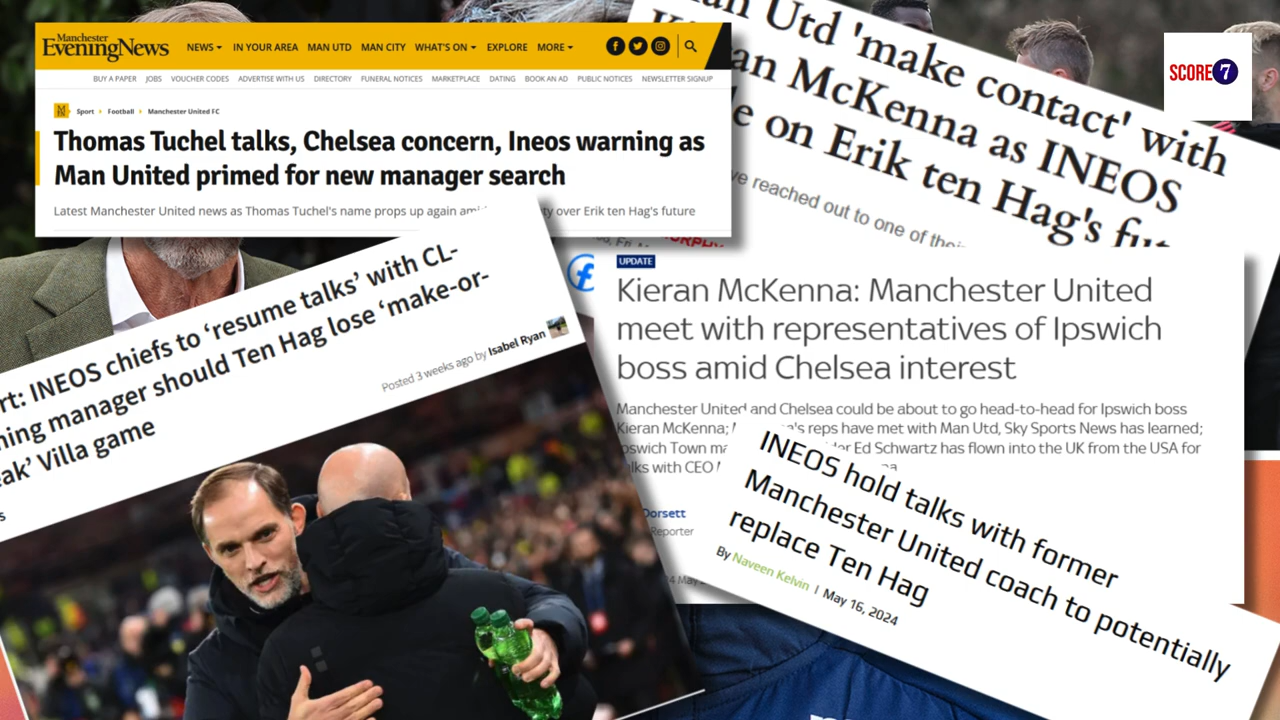 Manchester
Evening News
NEWS IN YOUR AREA MAN UTD MAN CITY WHAT'S ON EXPLORE MORE
BUY A PAPER JOBS VOUCHER CODES ADVERTISE WITH US DIRECTORY FUNERAL NOTICES MARKETPLACE DATING BOOK AN AD PUBLIC NOTICES NEWSLETTER SIGNUP
Sport Football Manchester United FC
Thomas Tuchel talks, Chelsea concern, Ineos warning as
Man United primed for new manager search
Latest Manchester United news as Thomas Tuchel's name props up again over Erik ten Hag's future
Utd 'make contact' with
McKenna as INEOS
on Erik ten Hag's
reached out to one of
SCORE 7
INEOS chiefs to ‘resume talks’ with CL-
manager should Ten Hag lose ‘make-or-
Villa game
Posted 3 weeks ago by Isabel Ryan
UPDATE
Kieran McKenna: Manchester United
meet with representatives of Ipswich
boss amid Chelsea interest
Manchester United and Chelsea could be about to go head-to-head for Ipswich boss
Kieran McKenna; reps have met with Man Utd, Sky Sports News has learned;
Ipswich Town Ed Schwartz has flown into the UK from the USA for
talks with CEO
Dorsett
Reporter
INEOS hold talks with former
Manchester United coach to potentially
replace Ten Hag
By Naveen Kelvin | May 16, 2024